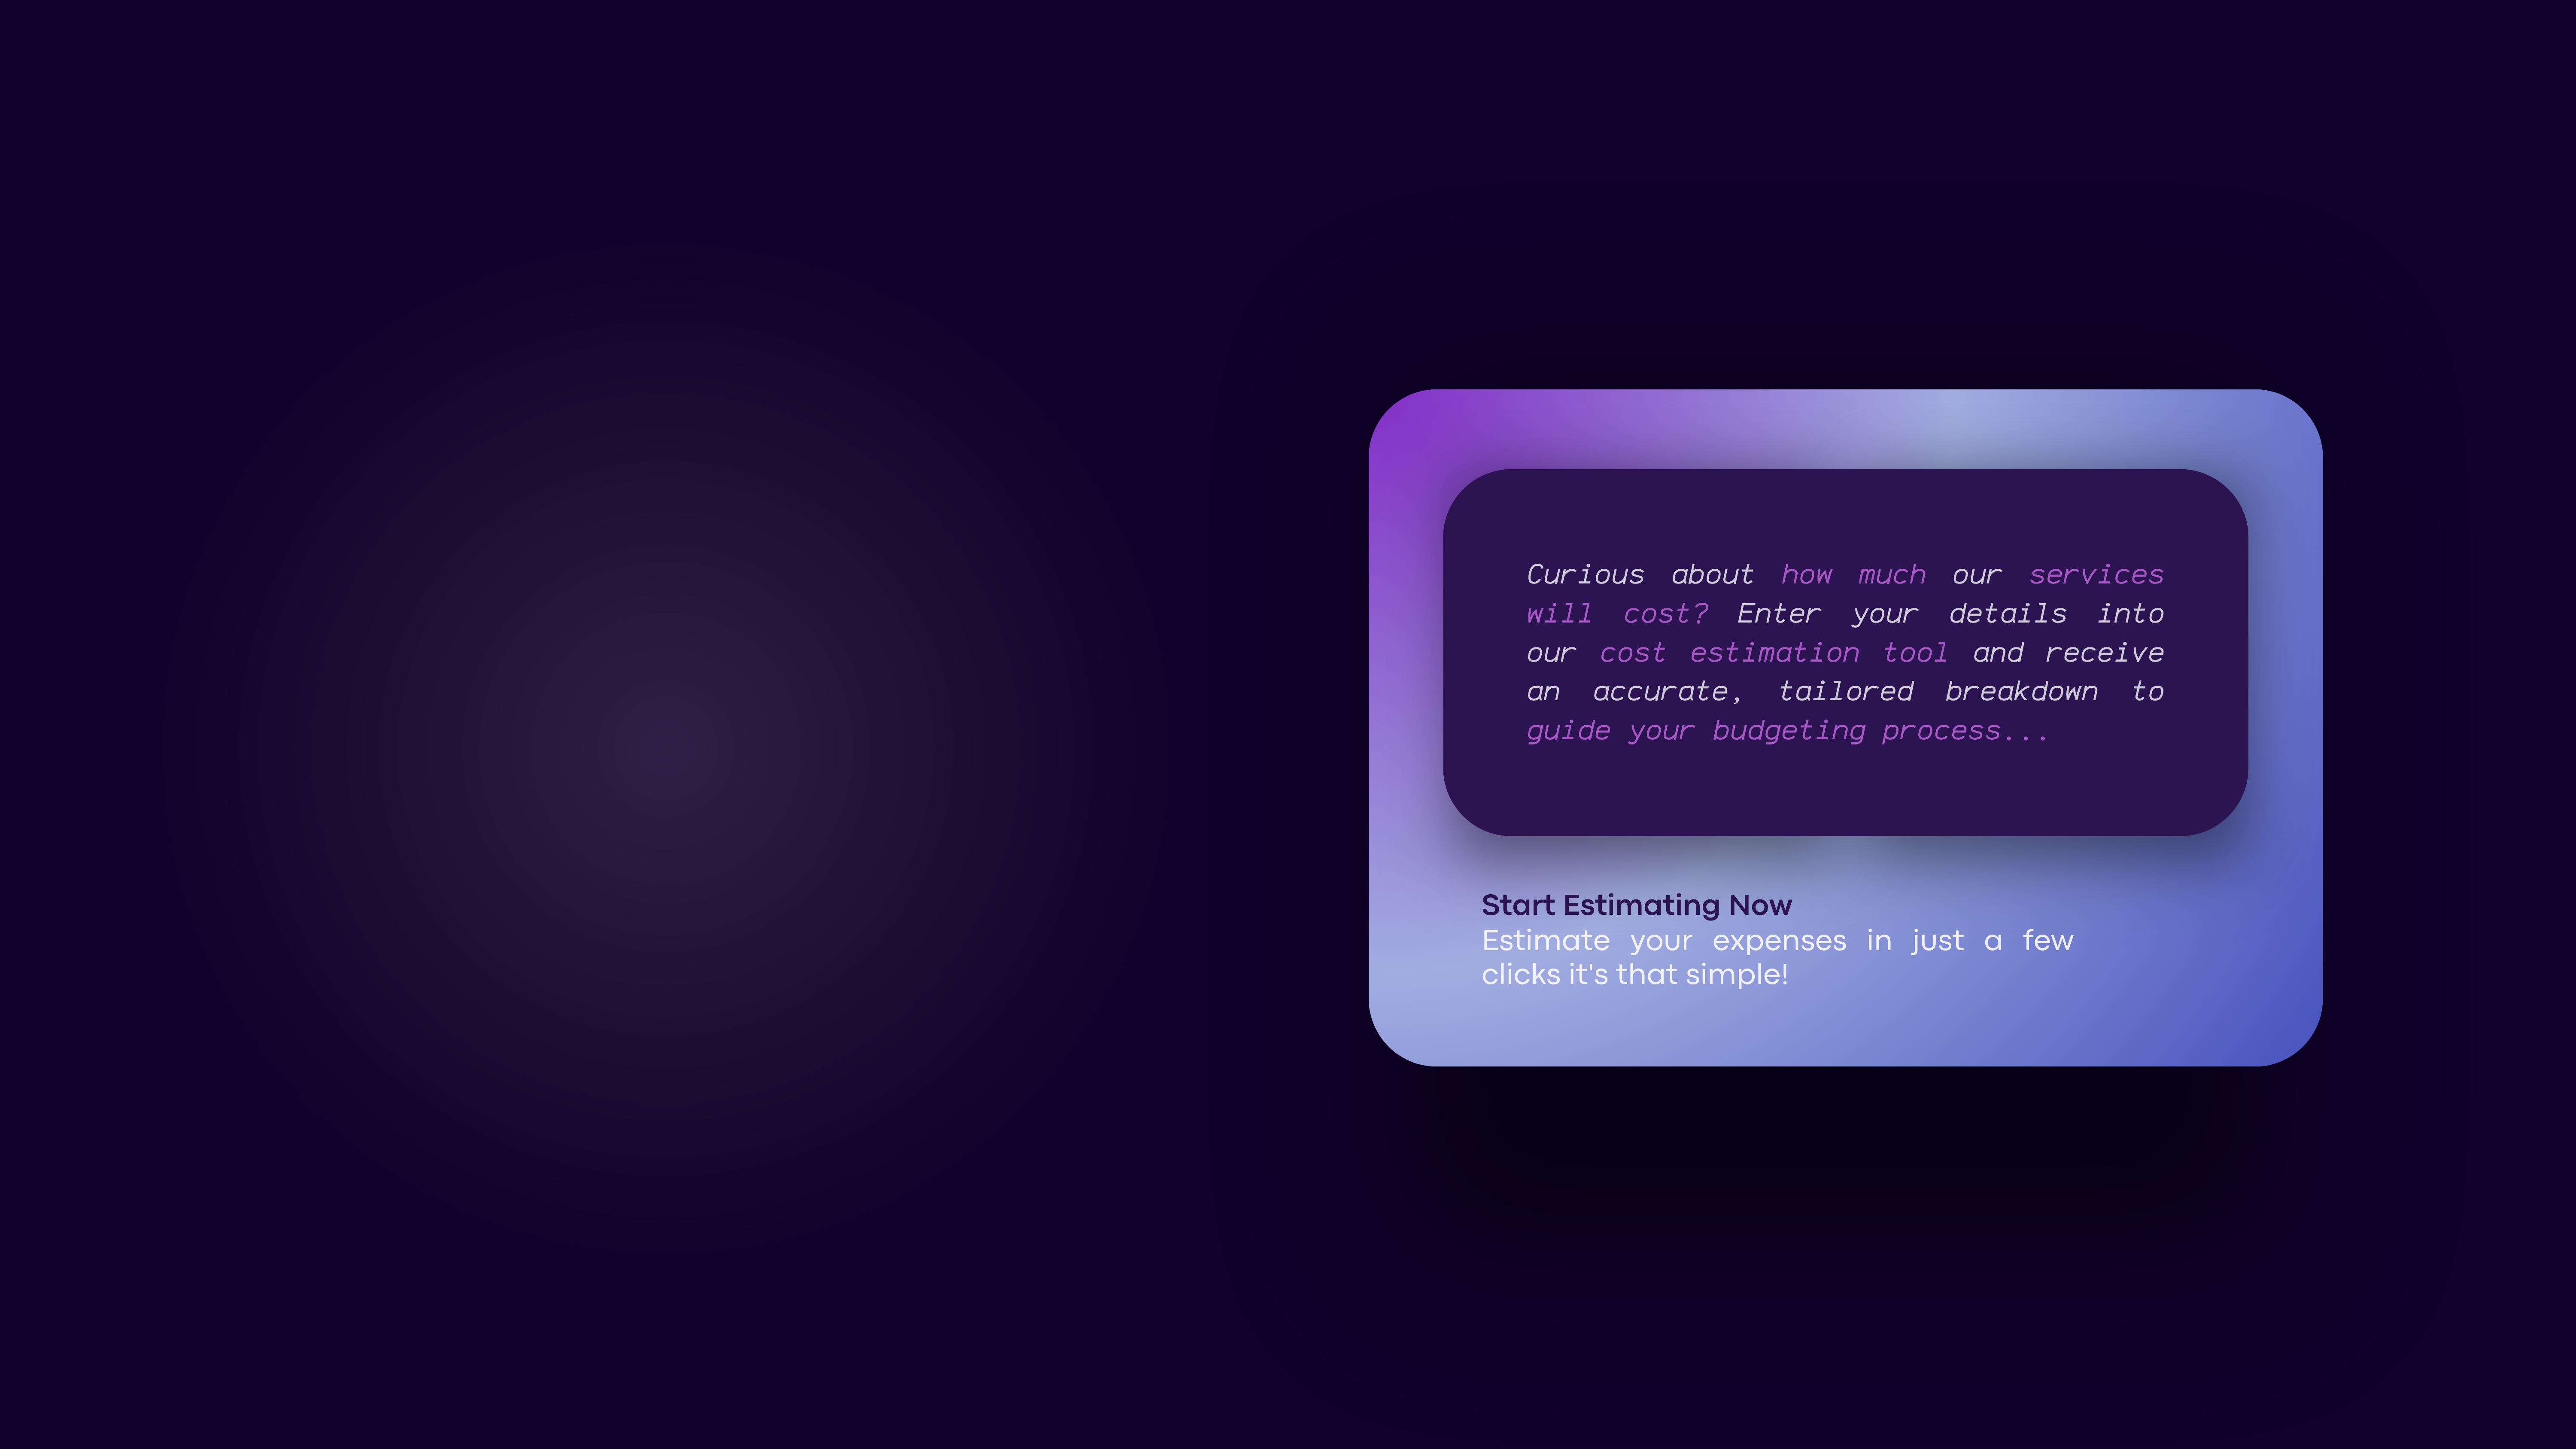 Curious about how much our services
will cost? Enter your details into
our cost estimation tool and receive
an accurate, tailored breakdown to
guide your budgeting process...
Start Estimating Now
Estimate your expenses in just a few
clicks it's that simple!